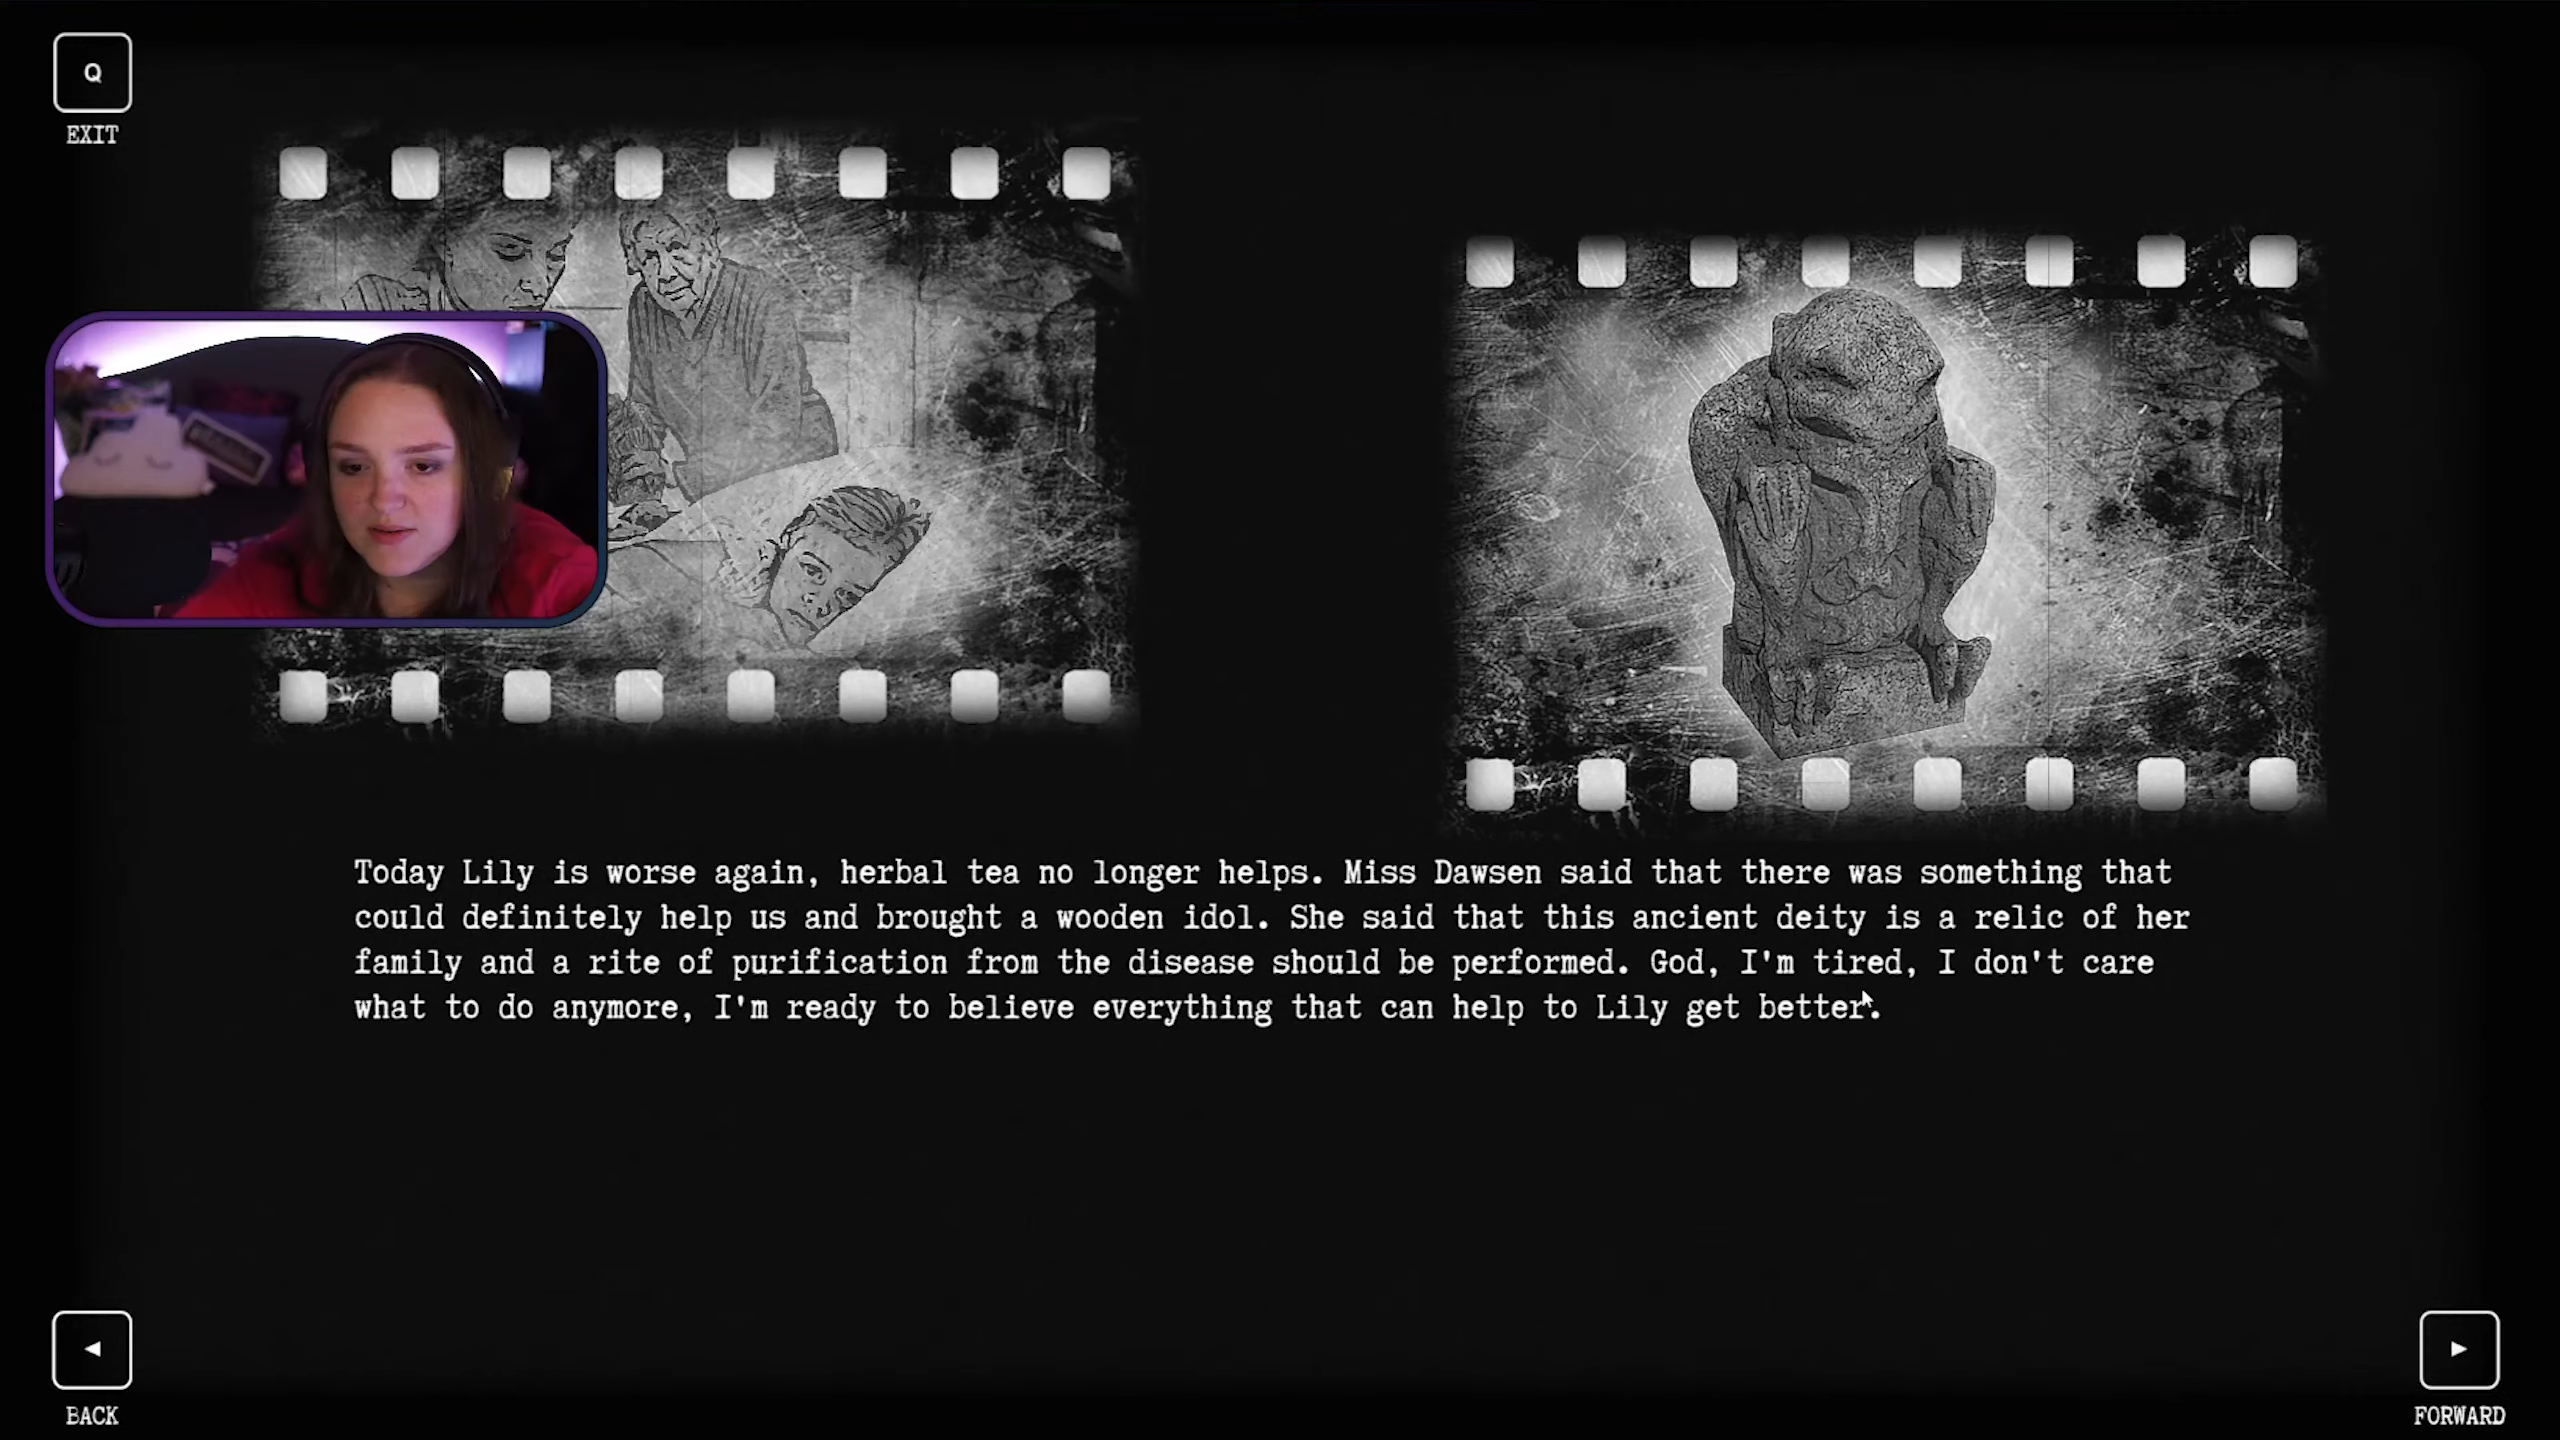 Q
EXIT
Today Lily is worse again, herbal tea no longer helps. Miss Dawsen said that there was something that
could definitely help us and brought a wooden idol. She said that this ancient deity is a relic of her
family and a rite of purification from the disease should be performed. God, I'm tired, I don't care
what to do anymore, I'm ready to believe everything that can help to Lily get better.
BACK
FORWARD